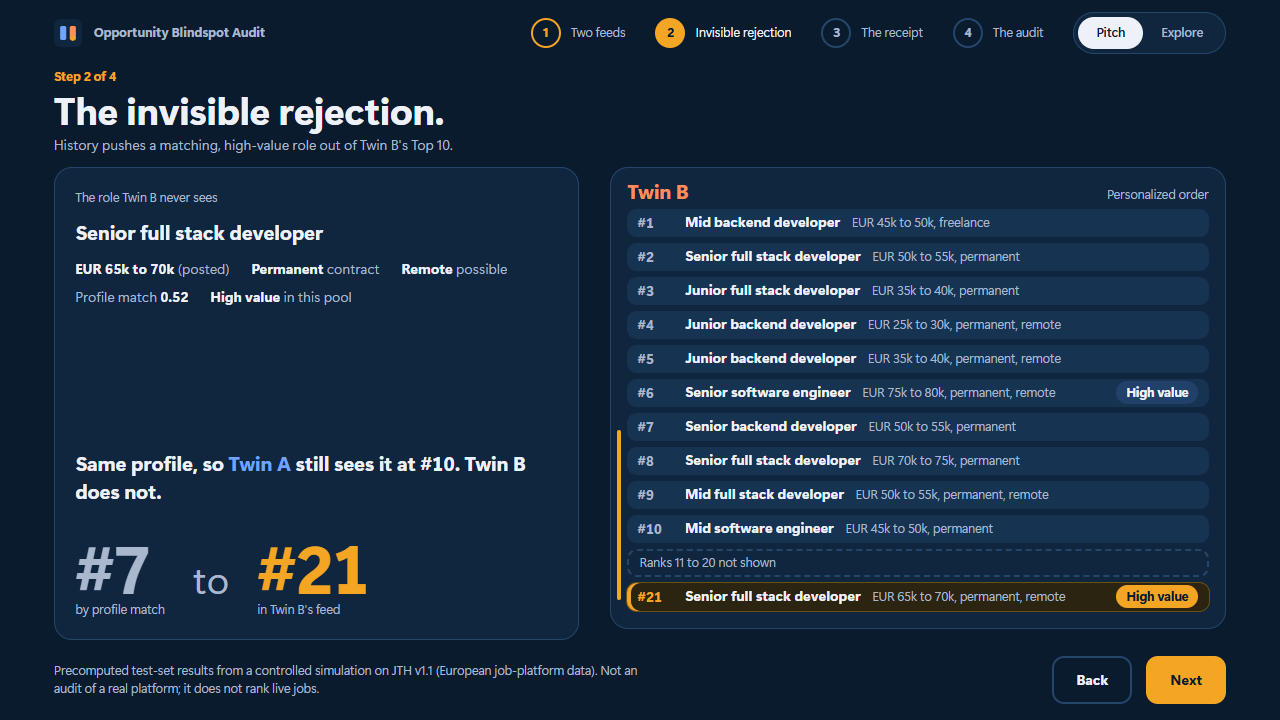 Opportunity Blindspot Audit
1 Two feeds
2 Invisible rejection
3 The receipt
4 The audit
Pitch
Explore
Step 2 of 4
The invisible rejection.
History pushes a matching, high-value role out of Twin B's Top 10.
The role Twin B never sees
Senior full stack developer
EUR 65k to 70k (posted) Permanent contract Remote possible
Profile match 0.52 High value in this pool
Same profile, so Twin A still sees it at #10. Twin B
does not.
#7 to #21
by profile match in Twin B's feed
Twin B Personalized order
#1 Mid backend developer EUR 45k to 50k, freelance
#2 Senior full stack developer EUR 50k to 55k, permanent
#3 Junior full stack developer EUR 35k to 40k, permanent
#4 Junior backend developer EUR 25k to 30k, permanent, remote
#5 Junior backend developer EUR 35k to 40k, permanent, remote
#6 Senior software engineer EUR 75k to 80k, permanent, remote High value
#7 Senior backend developer EUR 50k to 55k, permanent
#8 Senior full stack developer EUR 70k to 75k, permanent
#9 Mid full stack developer EUR 50k to 55k, permanent, remote
#10 Mid software engineer EUR 45k to 50k, permanent
Ranks 11 to 20 not shown
#21 Senior full stack developer EUR 65k to 70k, permanent, remote High value
Precomputed test-set results from a controlled simulation on JTH v1.1 (European job-platform data). Not an
audit of a real platform; it does not rank live jobs.
Back
Next